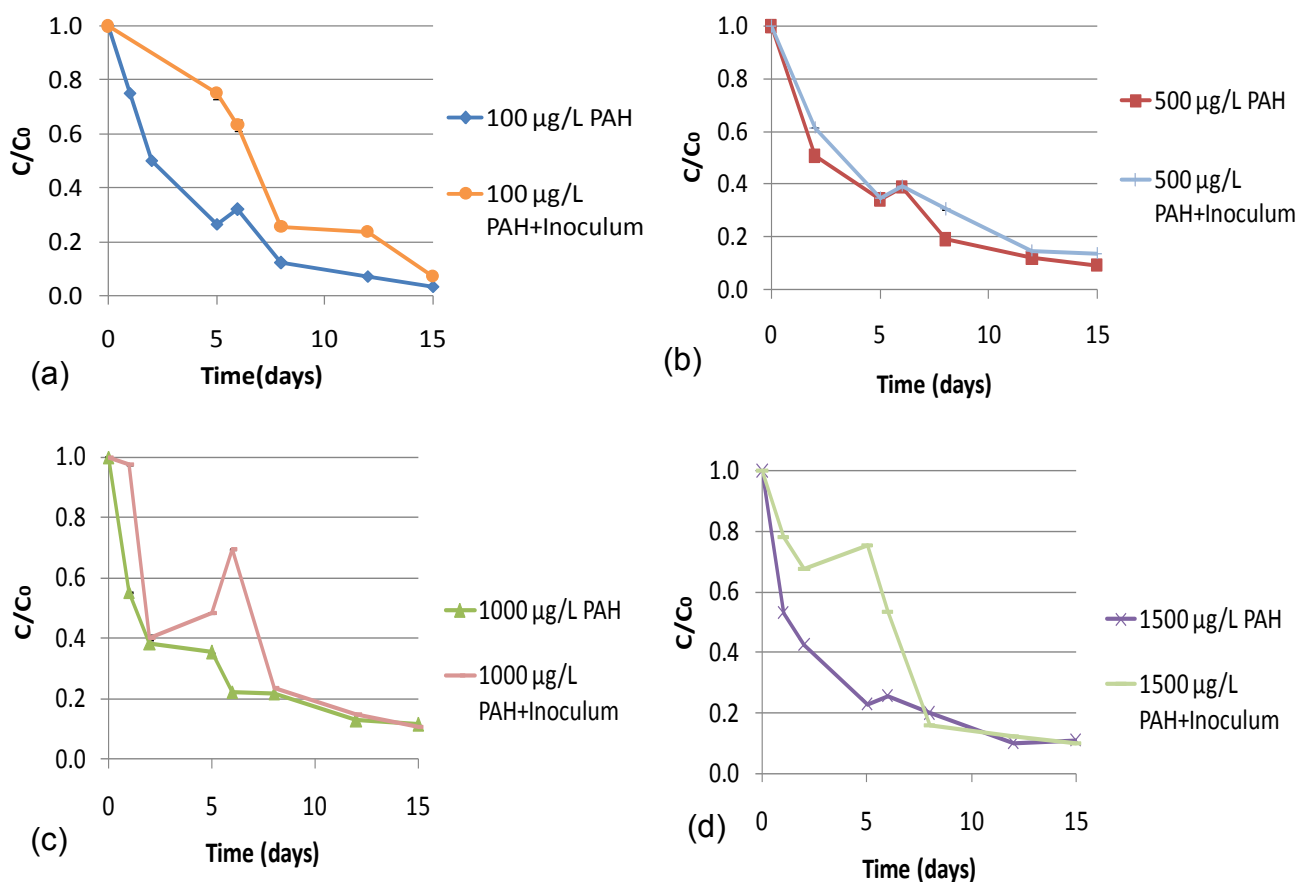 1.0
0.8
0.6
0.4
0.2
0.0
C/C₀
0 5 10 15
Time(days)
(a)
100 µg/L PAH
100 µg/L
PAH+Inoculum
1.0
0.8
0.6
0.4
0.2
0.0
C/C₀
0 5 10 15
Time (days)
(b)
500 µg/L PAH
500 µg/L
PAH+Inoculum
1.0
0.8
0.6
0.4
0.2
0.0
C/C₀
0 5 10 15
Time (days)
(c)
1000 µg/L PAH
1000 µg/L
PAH+Inoculum
1.0
0.8
0.6
0.4
0.2
0.0
C/C₀
0 5 10 15
Time (days)
(d)
1500 µg/L PAH
1500 µg/L
PAH+Inoculum